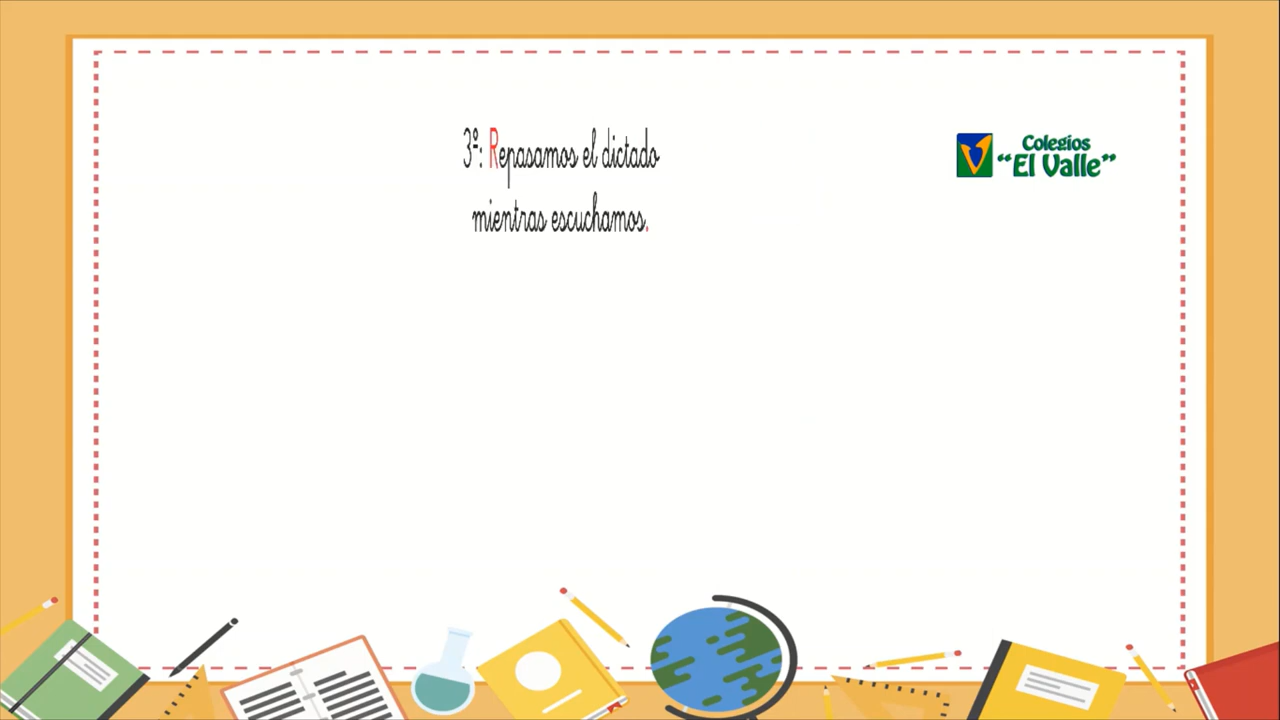 3º: Repasamos el dictado
mientras escuchamos.
Colegios
“El Valle”